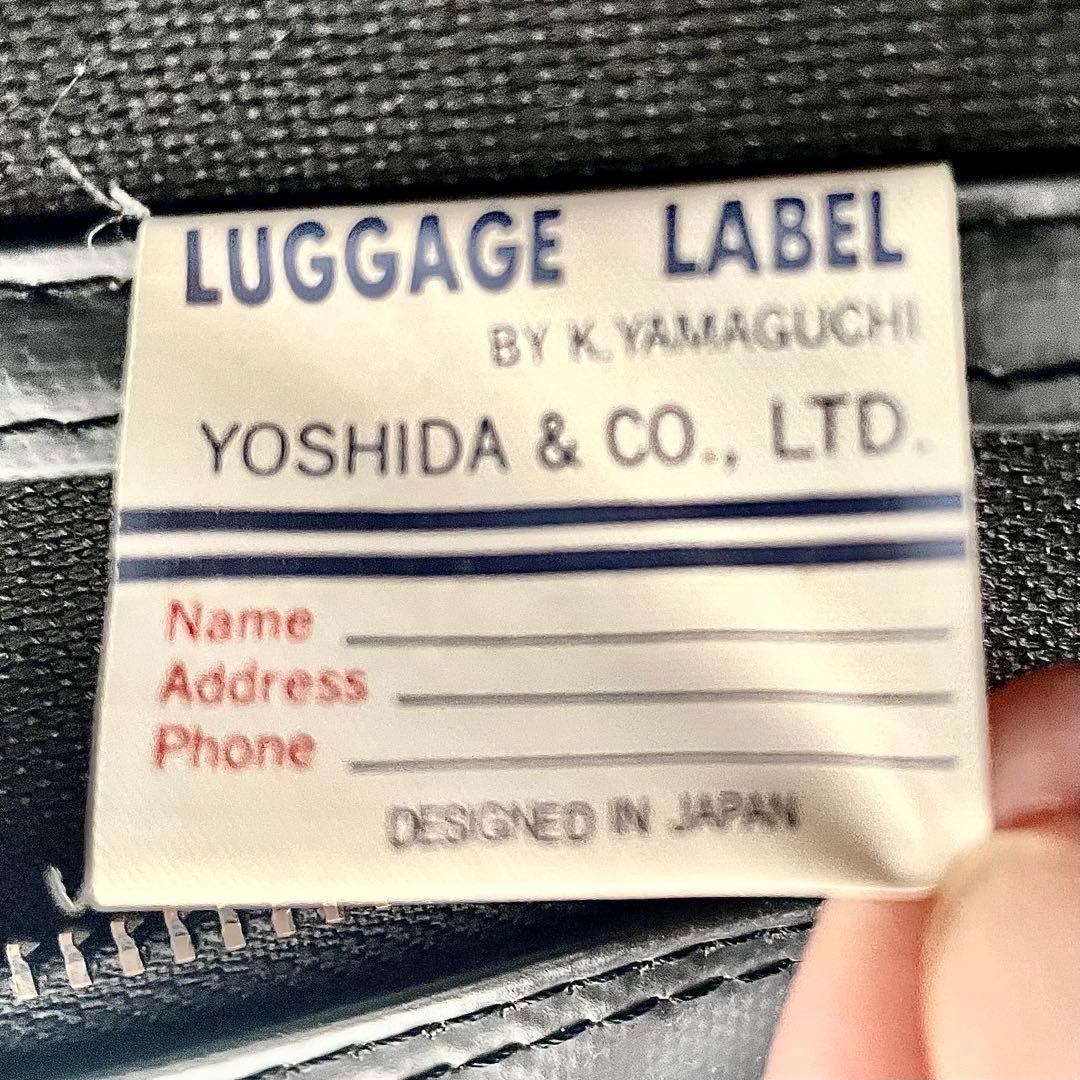 LUGGAGE LABEL
BY K.YAMAGUCHI
YOSHIDA & CO., LTD.
Name
Address
Phone
DESIGNED IN JAPAN